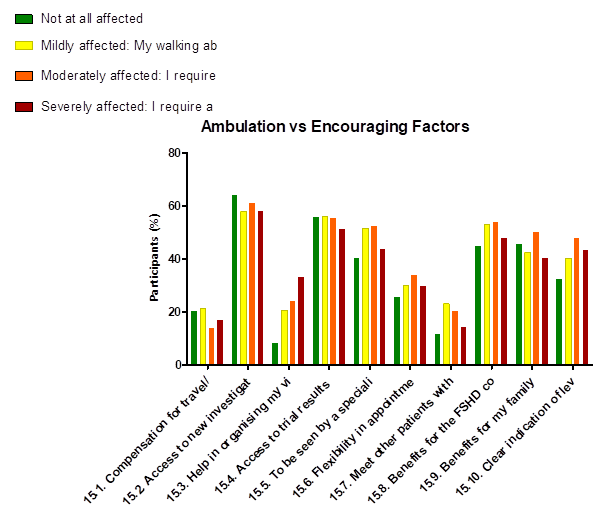 Not at all affected
Mildly affected: My walking ab
Moderately affected: I require
Severely affected: I require a
Ambulation vs Encouraging Factors
Participants (%)
80
60
40
20
0
15.1. Compensation for travel/
15.2 Access to new investigat
15.3. Help in organising my vi
15.4. Access to trial results
15.5. To be seen by a speciali
15.6. Flexibility in appointme
15.7. Meet other patients with
15.8. Benefits for the FSHD co
15.9. Benefits for my family
15.10. Clear indication of lev